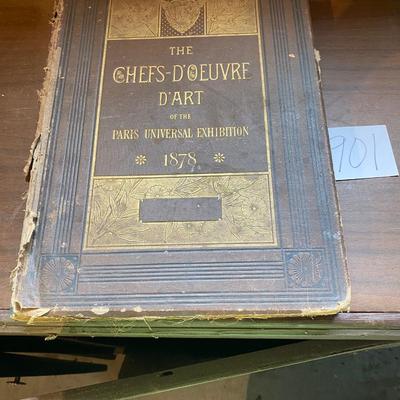 THE
CHEFS-D'OEUVRE
D'ART
OF THE
PARIS UNIVERSAL EXHIBITION
* 1878 *
901